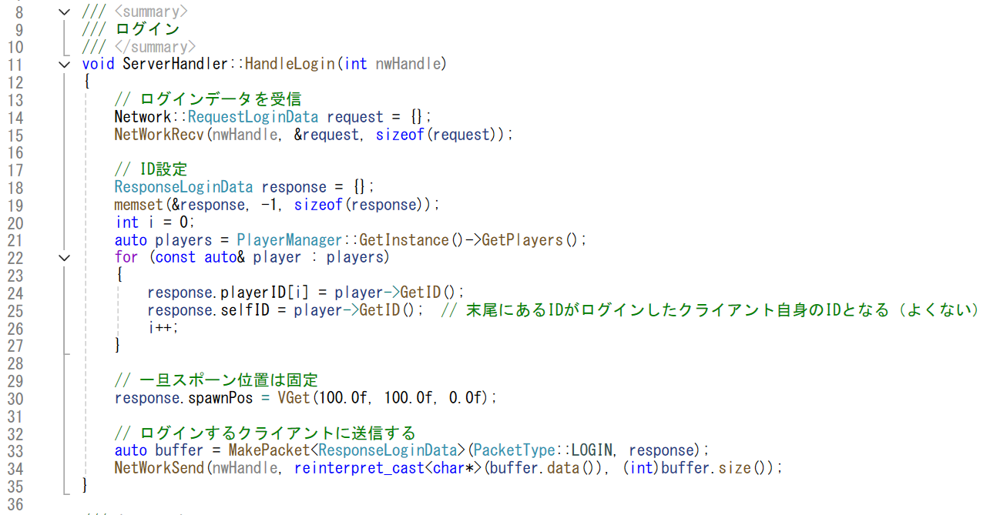 8 /// <summary>
9 /// ログイン
10 /// </summary>
11 void ServerHandler::HandleLogin(int nwHandle)
12 {
13 // ログインデータを受信
14 Network::RequestLoginData request = {};
15 NetWorkRecv(nwHandle, &request, sizeof(request));
16
17 // ID設定
18 ResponseLoginData response = {};
19 memset(&response, -1, sizeof(response));
20 int i = 0;
21 auto players = PlayerManager::GetInstance()->GetPlayers();
22 for (const auto& player : players)
23 {
24 response.playerID[i] = player->GetID();
25 response.selfID = player->GetID(); // 末尾にあるIDがログインしたクライアント自身のIDとなる（よくない）
26 i++;
27 }
28
29 // 一旦スポーン位置は固定
30 response.spawnPos = VGet(100.0f, 100.0f, 0.0f);
31
32 // ログインするクライアントに送信する
33 auto buffer = MakePacket<ResponseLoginData>(PacketType::LOGIN, response);
34 NetWorkSend(nwHandle, reinterpret_cast<char*>(buffer.data()), (int)buffer.size());
35 }
36